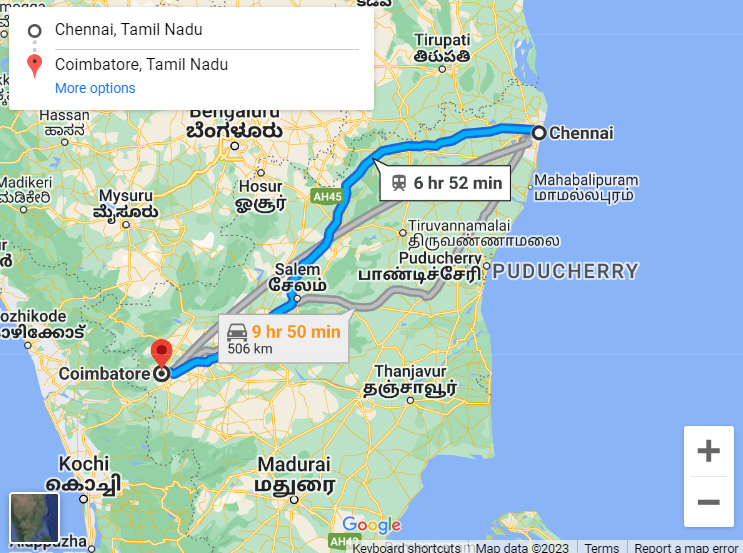 Chennai, Tamil Nadu
Coimbatore, Tamil Nadu
More options
Tirupati
திருபதி
Hassan
ಹಾಸನ
Bengaluru
ಬೆಂಗಳೂರು
Chennai
6 hr 52 min
Madikeri
ಮಡಿಕೇರಿ
Hosur
ஓசூர்
AH45
Mysuru
ಮೈಸೂರು
Mahabalipuram
மாமல்லபுரம்
Tiruvannamalai
திருவண்ணாமலை
Puducherry
பாண்டிச்சேரி
PUDUCHERRY
Salem
சேலம்
9 hr 50 min
506 km
Coimbatore
Thanjavur
தஞ்சாவூர்
Kochi
കൊച്ചി
Madurai
மதுரை
Google
AH43
Keyboard shortcuts
Map data ©2023
Terms
Report a map error